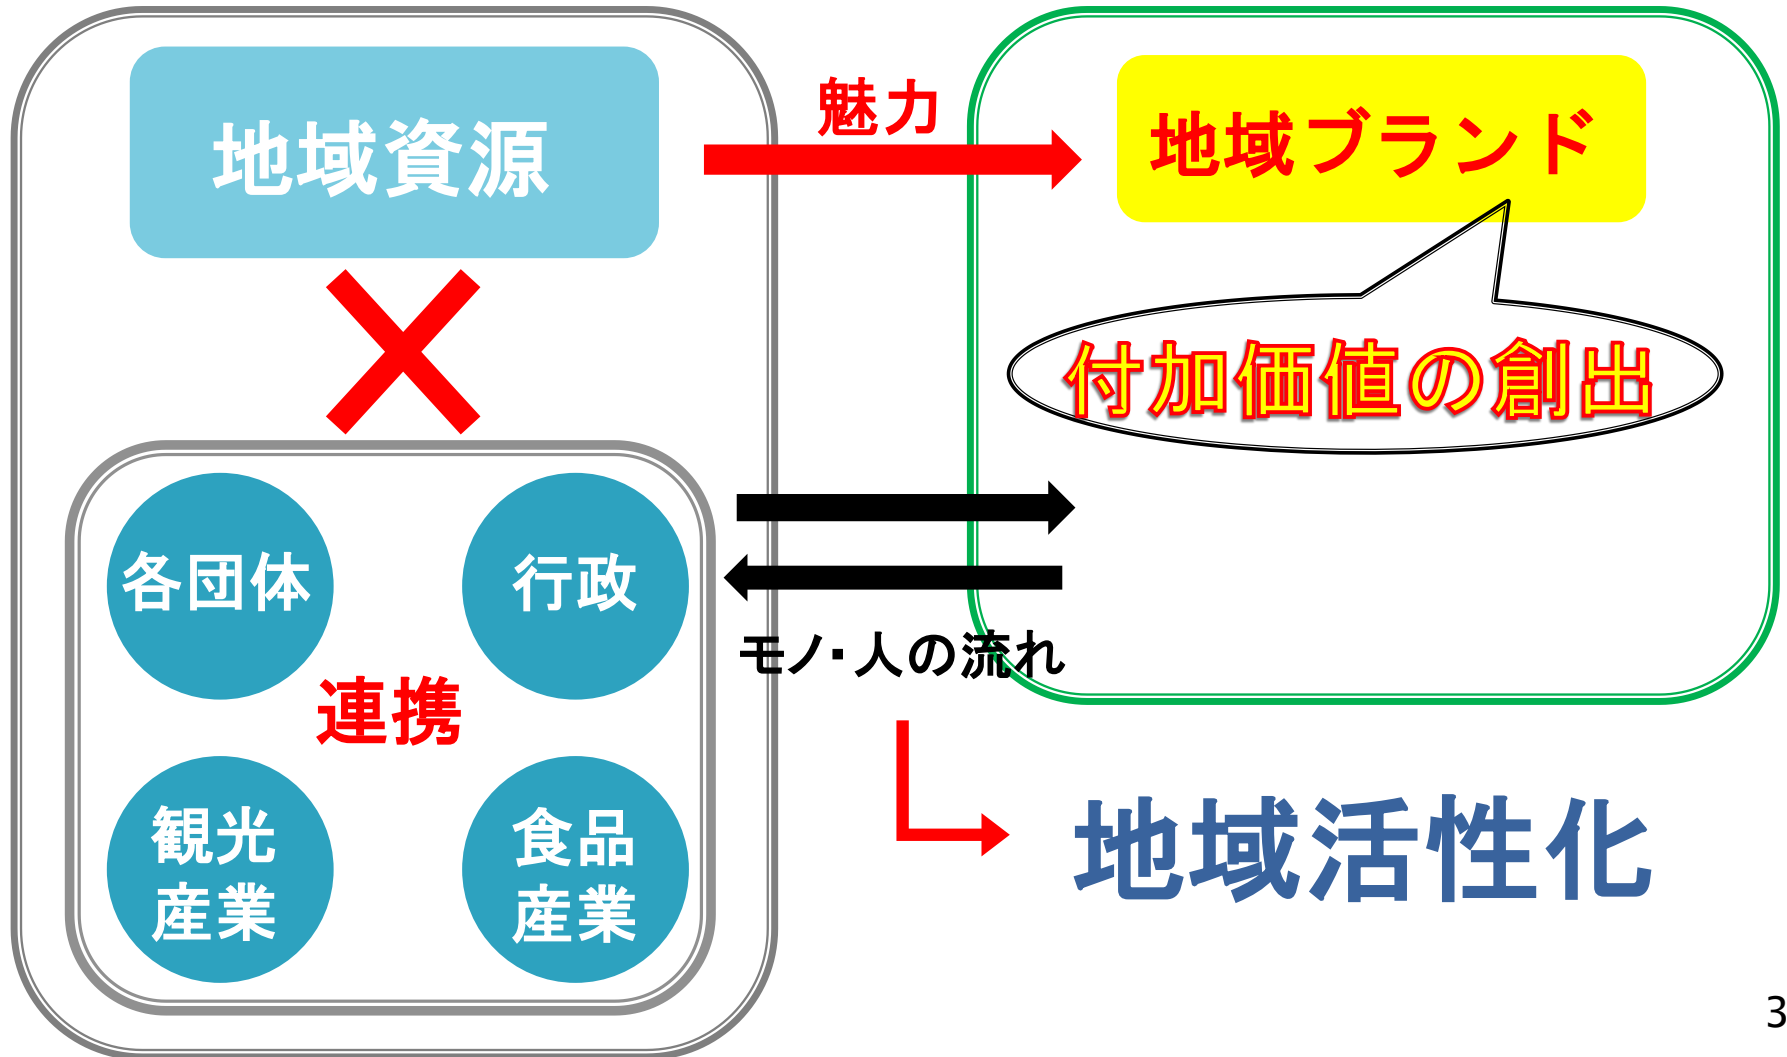 地域資源
魅力
地域ブランド
付加価値の創出
各団体
行政
連携
観光
産業
食品
産業
モノ・人の流れ
地域活性化
3